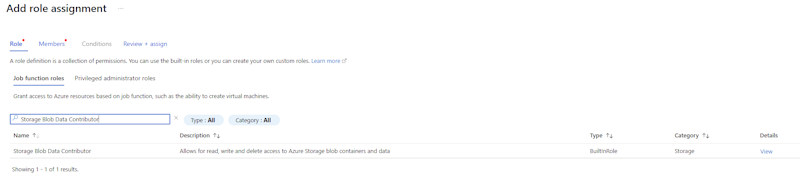 Add role assignment ...
Role* Members* Conditions Review + assign
A role definition is a collection of permissions. You can use the built-in roles or you can create your own custom roles. Learn more
Job function roles Privileged administrator roles
Grant access to Azure resources based on job function, such as the ability to create virtual machines.
Storage Blob Data Contributor × Type : All Category : All
Name ↑↓ Description ↑↓ Type ↑↓ Category ↑↓ Details
Storage Blob Data Contributor Allows for read, write and delete access to Azure Storage blob containers and data BuiltInRole Storage View
Showing 1 - 1 of 1 results.